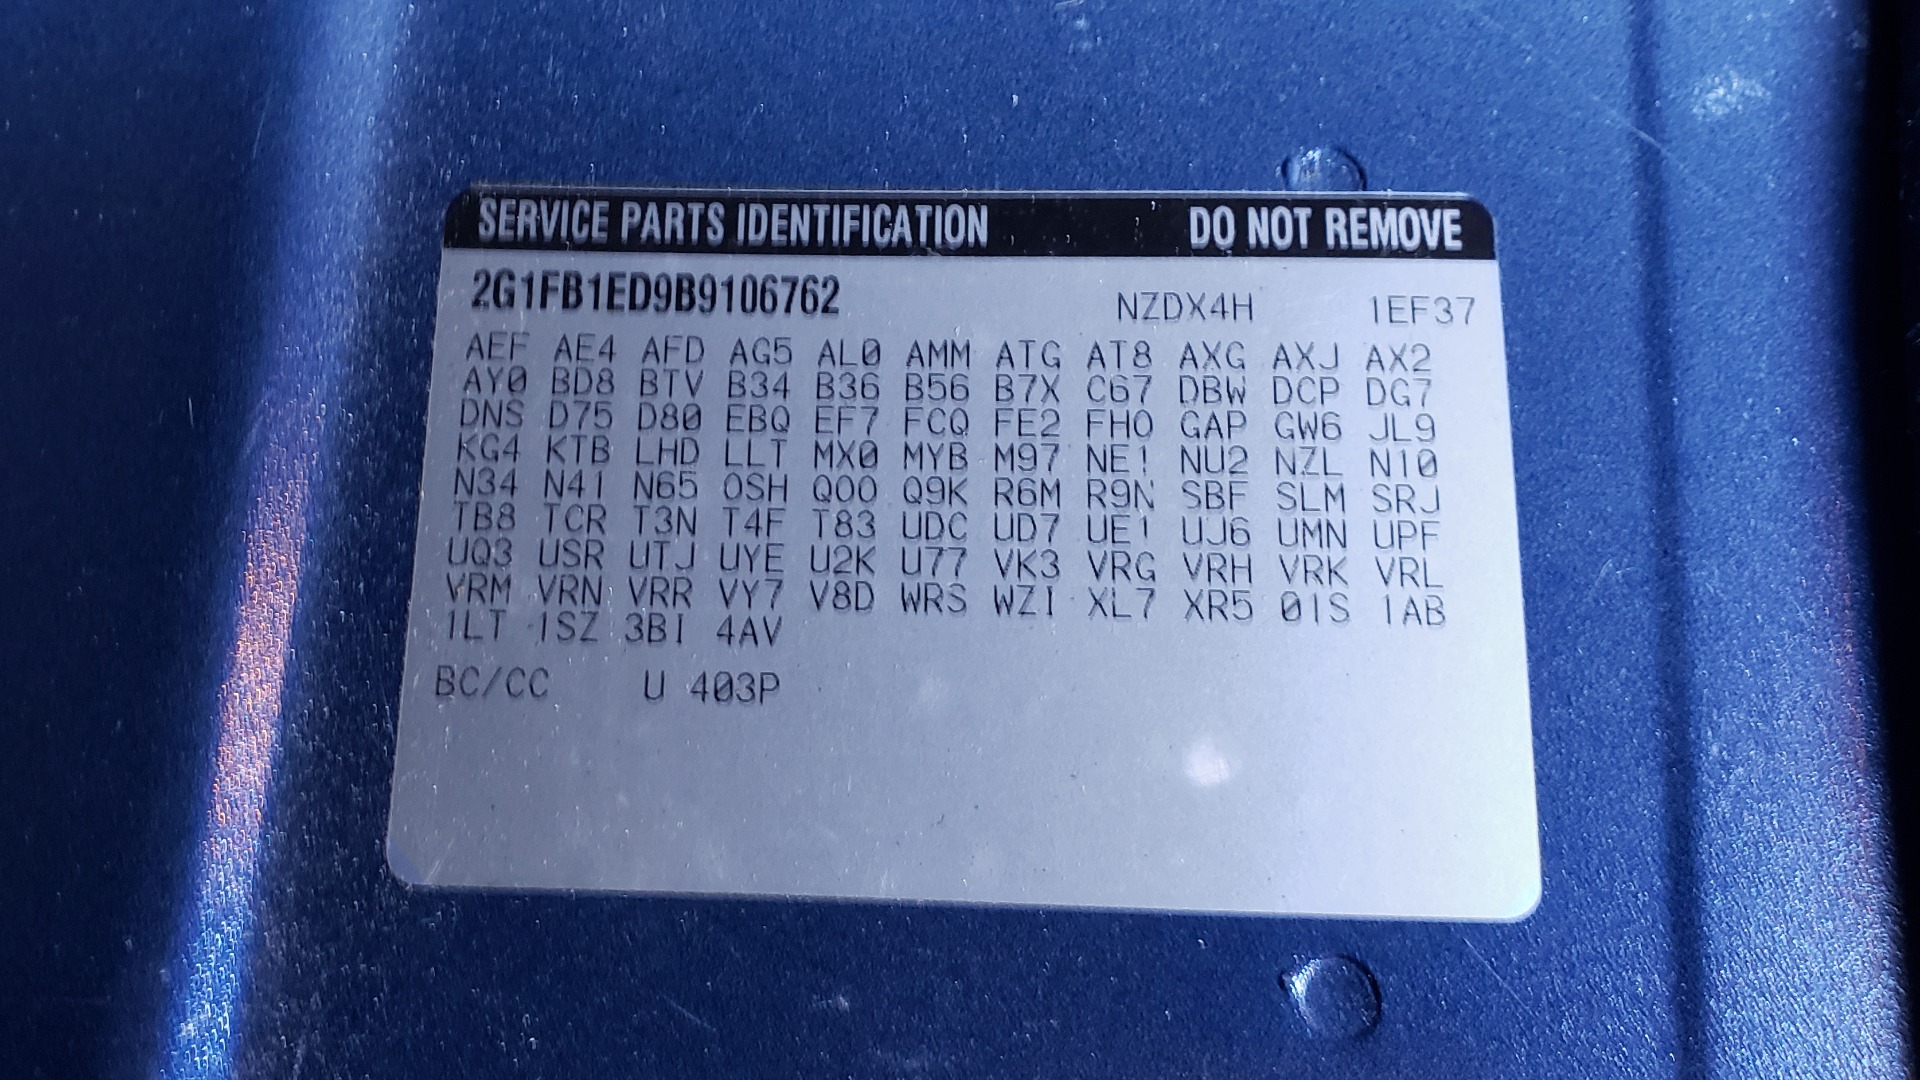 SERVICE PARTS IDENTIFICATION DO NOT REMOVE
2G1FB1ED9B9106762 NZDX4H 1EF37
AEF AE4 AFD AG5 AL0 AMM ATG AT8 AXG AXJ AX2
AY0 BD8 BTV B34 B36 B56 B7X C67 DBW DCP DG7
DNS D75 D80 EBQ EF7 FCQ FE2 FHO GAP GW6 JL9
KG4 KTB LHD LLT MX0 MYB M97 NE1 NU2 NZL N10
N34 N41 N65 OSH QOO Q9K R6M R9N SBF SLM SRJ
TB8 TCR T3N T4F T83 UDC UD7 UE1 UJ6 UMN UPF
UQ3 USR UTJ UYE U2K U77 VK3 VRG VRH VRK VRL
VRM VRN VRR VY7 V8D WRS WZ1 XL7 XR5 01S 1AB
1LT 1SZ 3B1 4AV
BC/CC U 403P